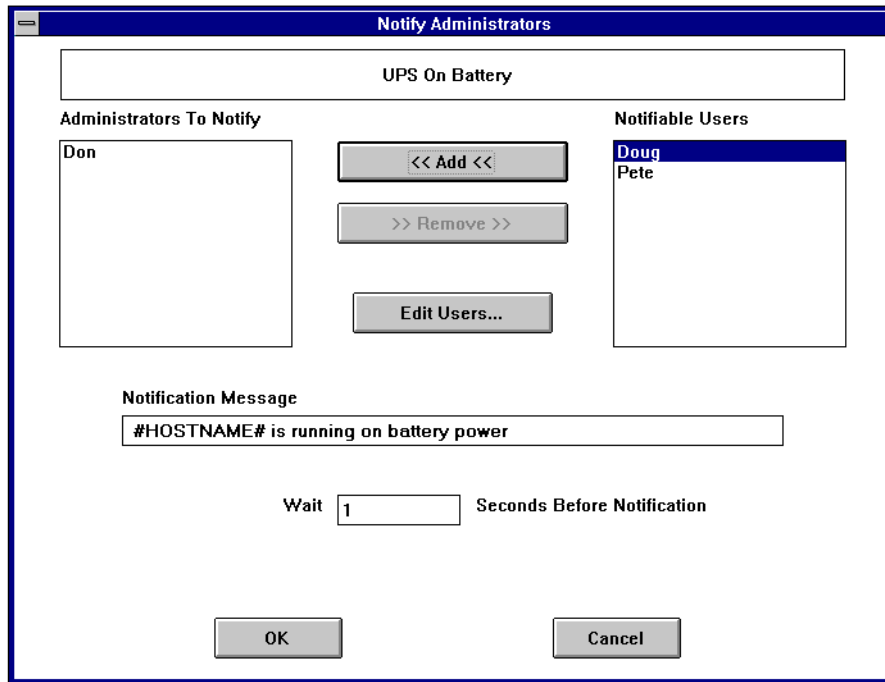 Notify Administrators
UPS On Battery
Administrators To Notify
Notifiable Users
Don
<< Add <<
Doug
Pete
>> Remove >>
Edit Users...
Notification Message
#HOSTNAME# is running on battery power
Wait 1 Seconds Before Notification
OK Cancel